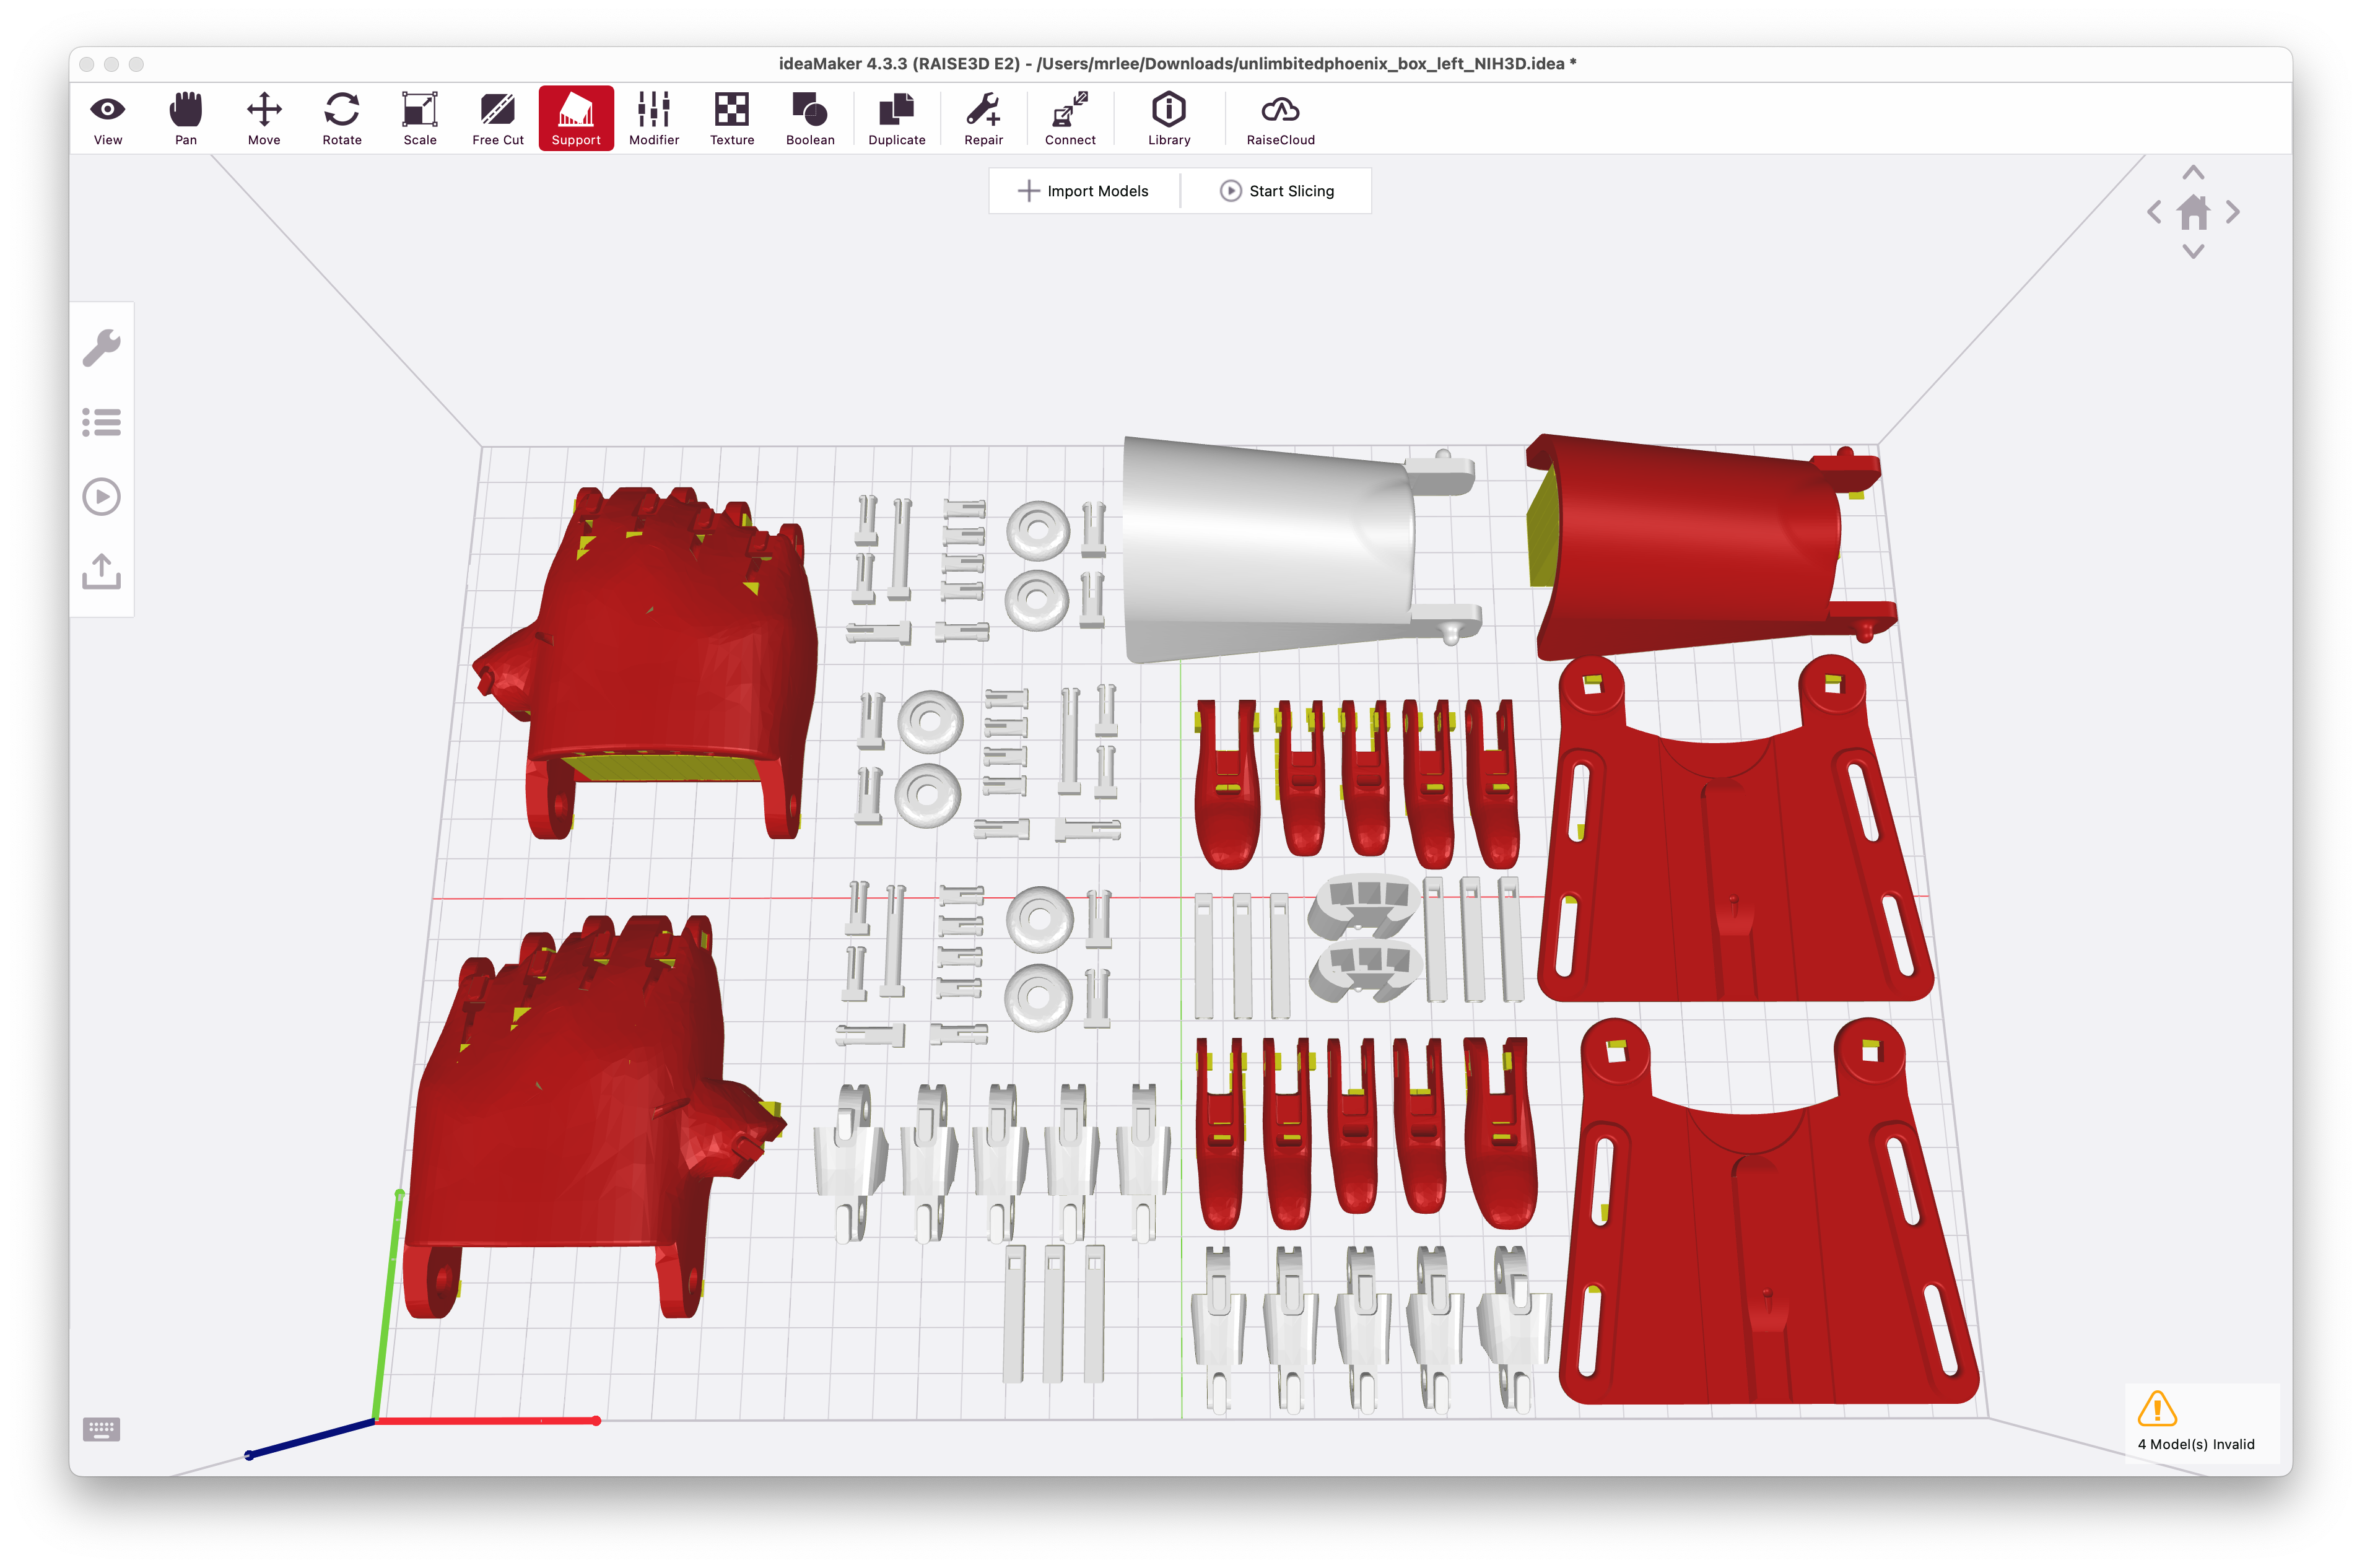 ideaMaker 4.3.3 (RAISE3D E2) - /Users/mrlee/Downloads/unlimbitedphoenix_box_left_NIH3D.idea *
View Pan Move Rotate Scale Free Cut Support Modifier Texture Boolean Duplicate Repair Connect Library RaiseCloud
Import Models Start Slicing
4 Model(s) Invalid